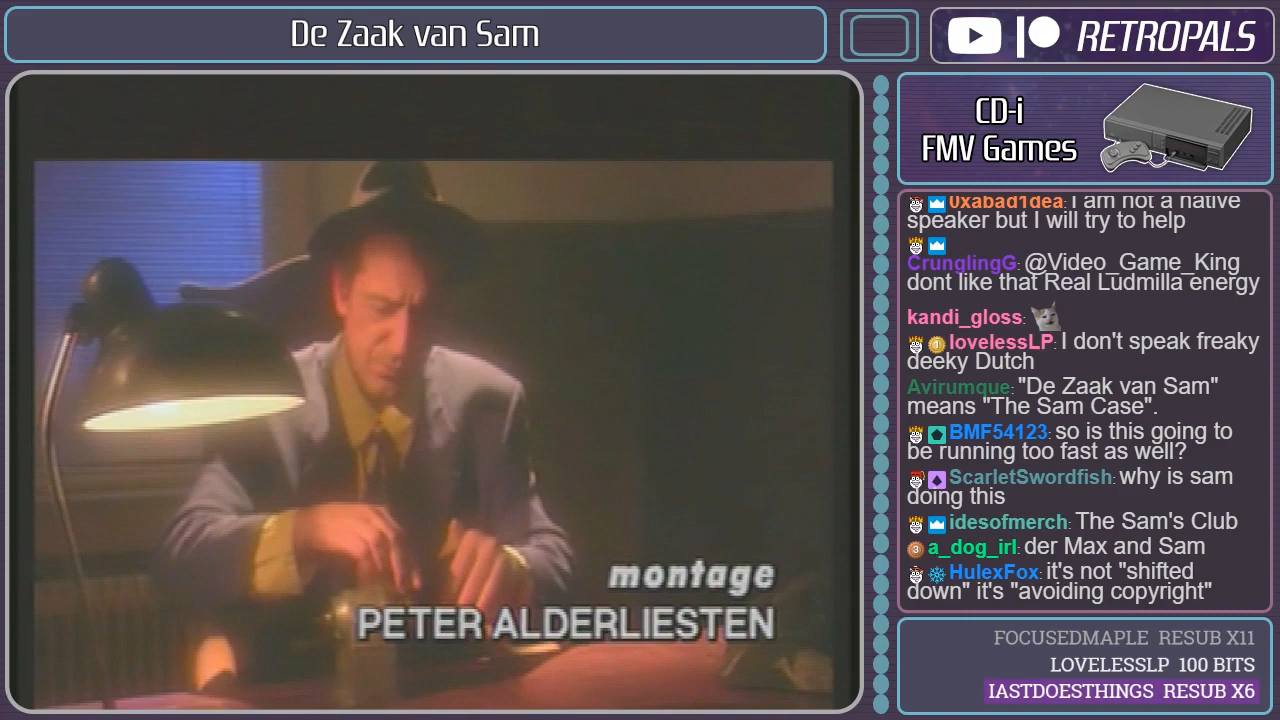 De Zaak van Sam
RETROPALS
CD-i
FMV Games
0xabad1dea: I am not a native
speaker but I will try to help
CrunglingG: @Video_Game_King
dont like that Real Ludmilla energy
kandi_gloss:
lovelessLP: I don't speak freaky
deeky Dutch
Avirumque: "De Zaak van Sam"
means "The Sam Case".
BMF54123: so is this going to
be running too fast as well?
ScarletSwordfish: why is sam
doing this
idesofmerch: The Sam's Club
a_dog_irl: der Max and Sam
HulexFox: it's not "shifted
down" it's "avoiding copyright"
montage
PETER ALDERLIESTEN
FOCUSEDMAPLE RESUB X11
LOVELESSLP 100 BITS
IASTDOESTHINGS RESUB X6